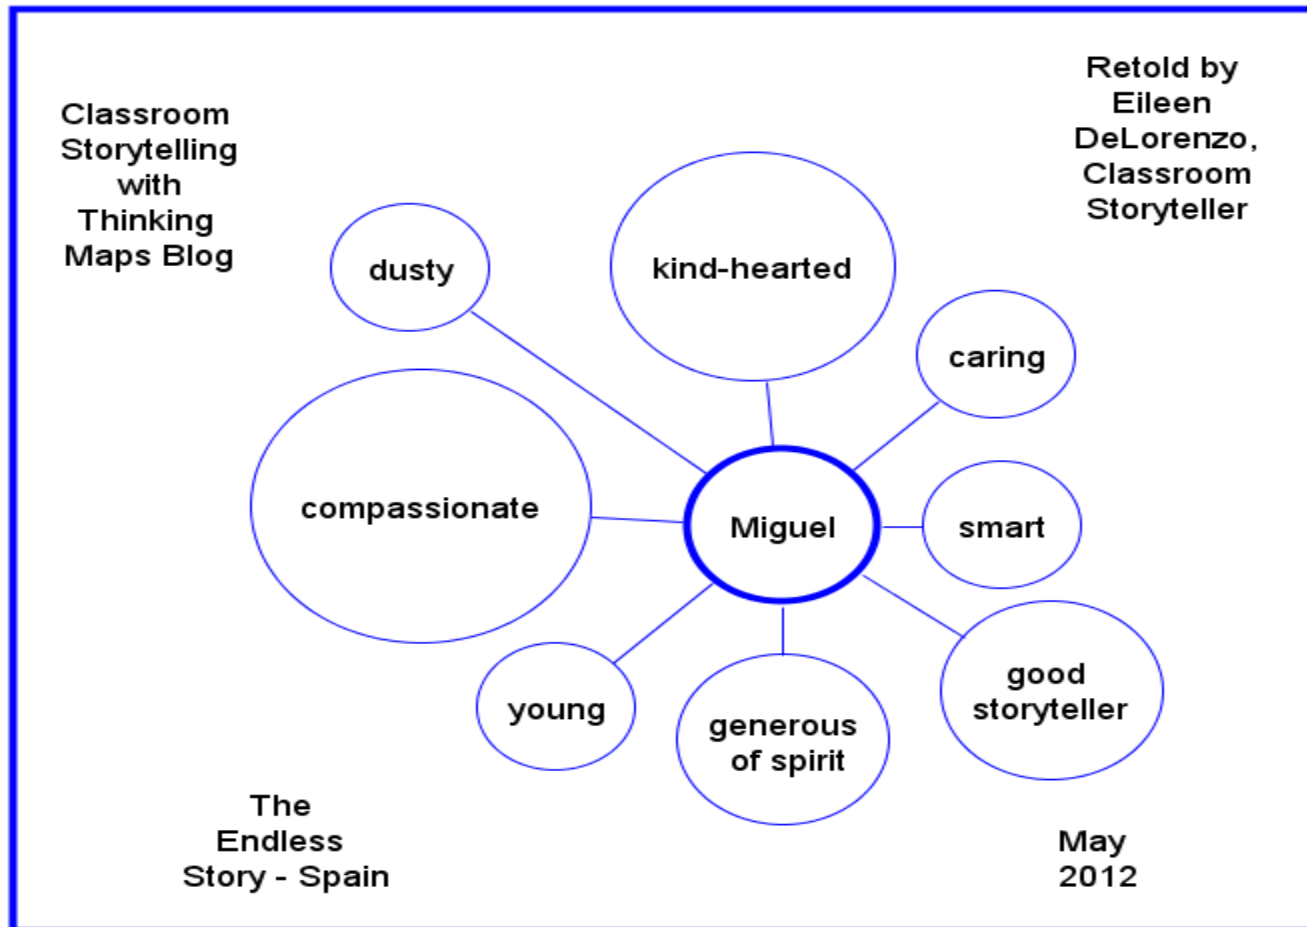 Classroom
Storytelling
with
Thinking
Maps Blog
Retold by
Eileen
DeLorenzo,
Classroom
Storyteller
dusty
kind-hearted
caring
compassionate
Miguel
smart
young
generous
of spirit
good
storyteller
The
Endless
Story - Spain
May
2012